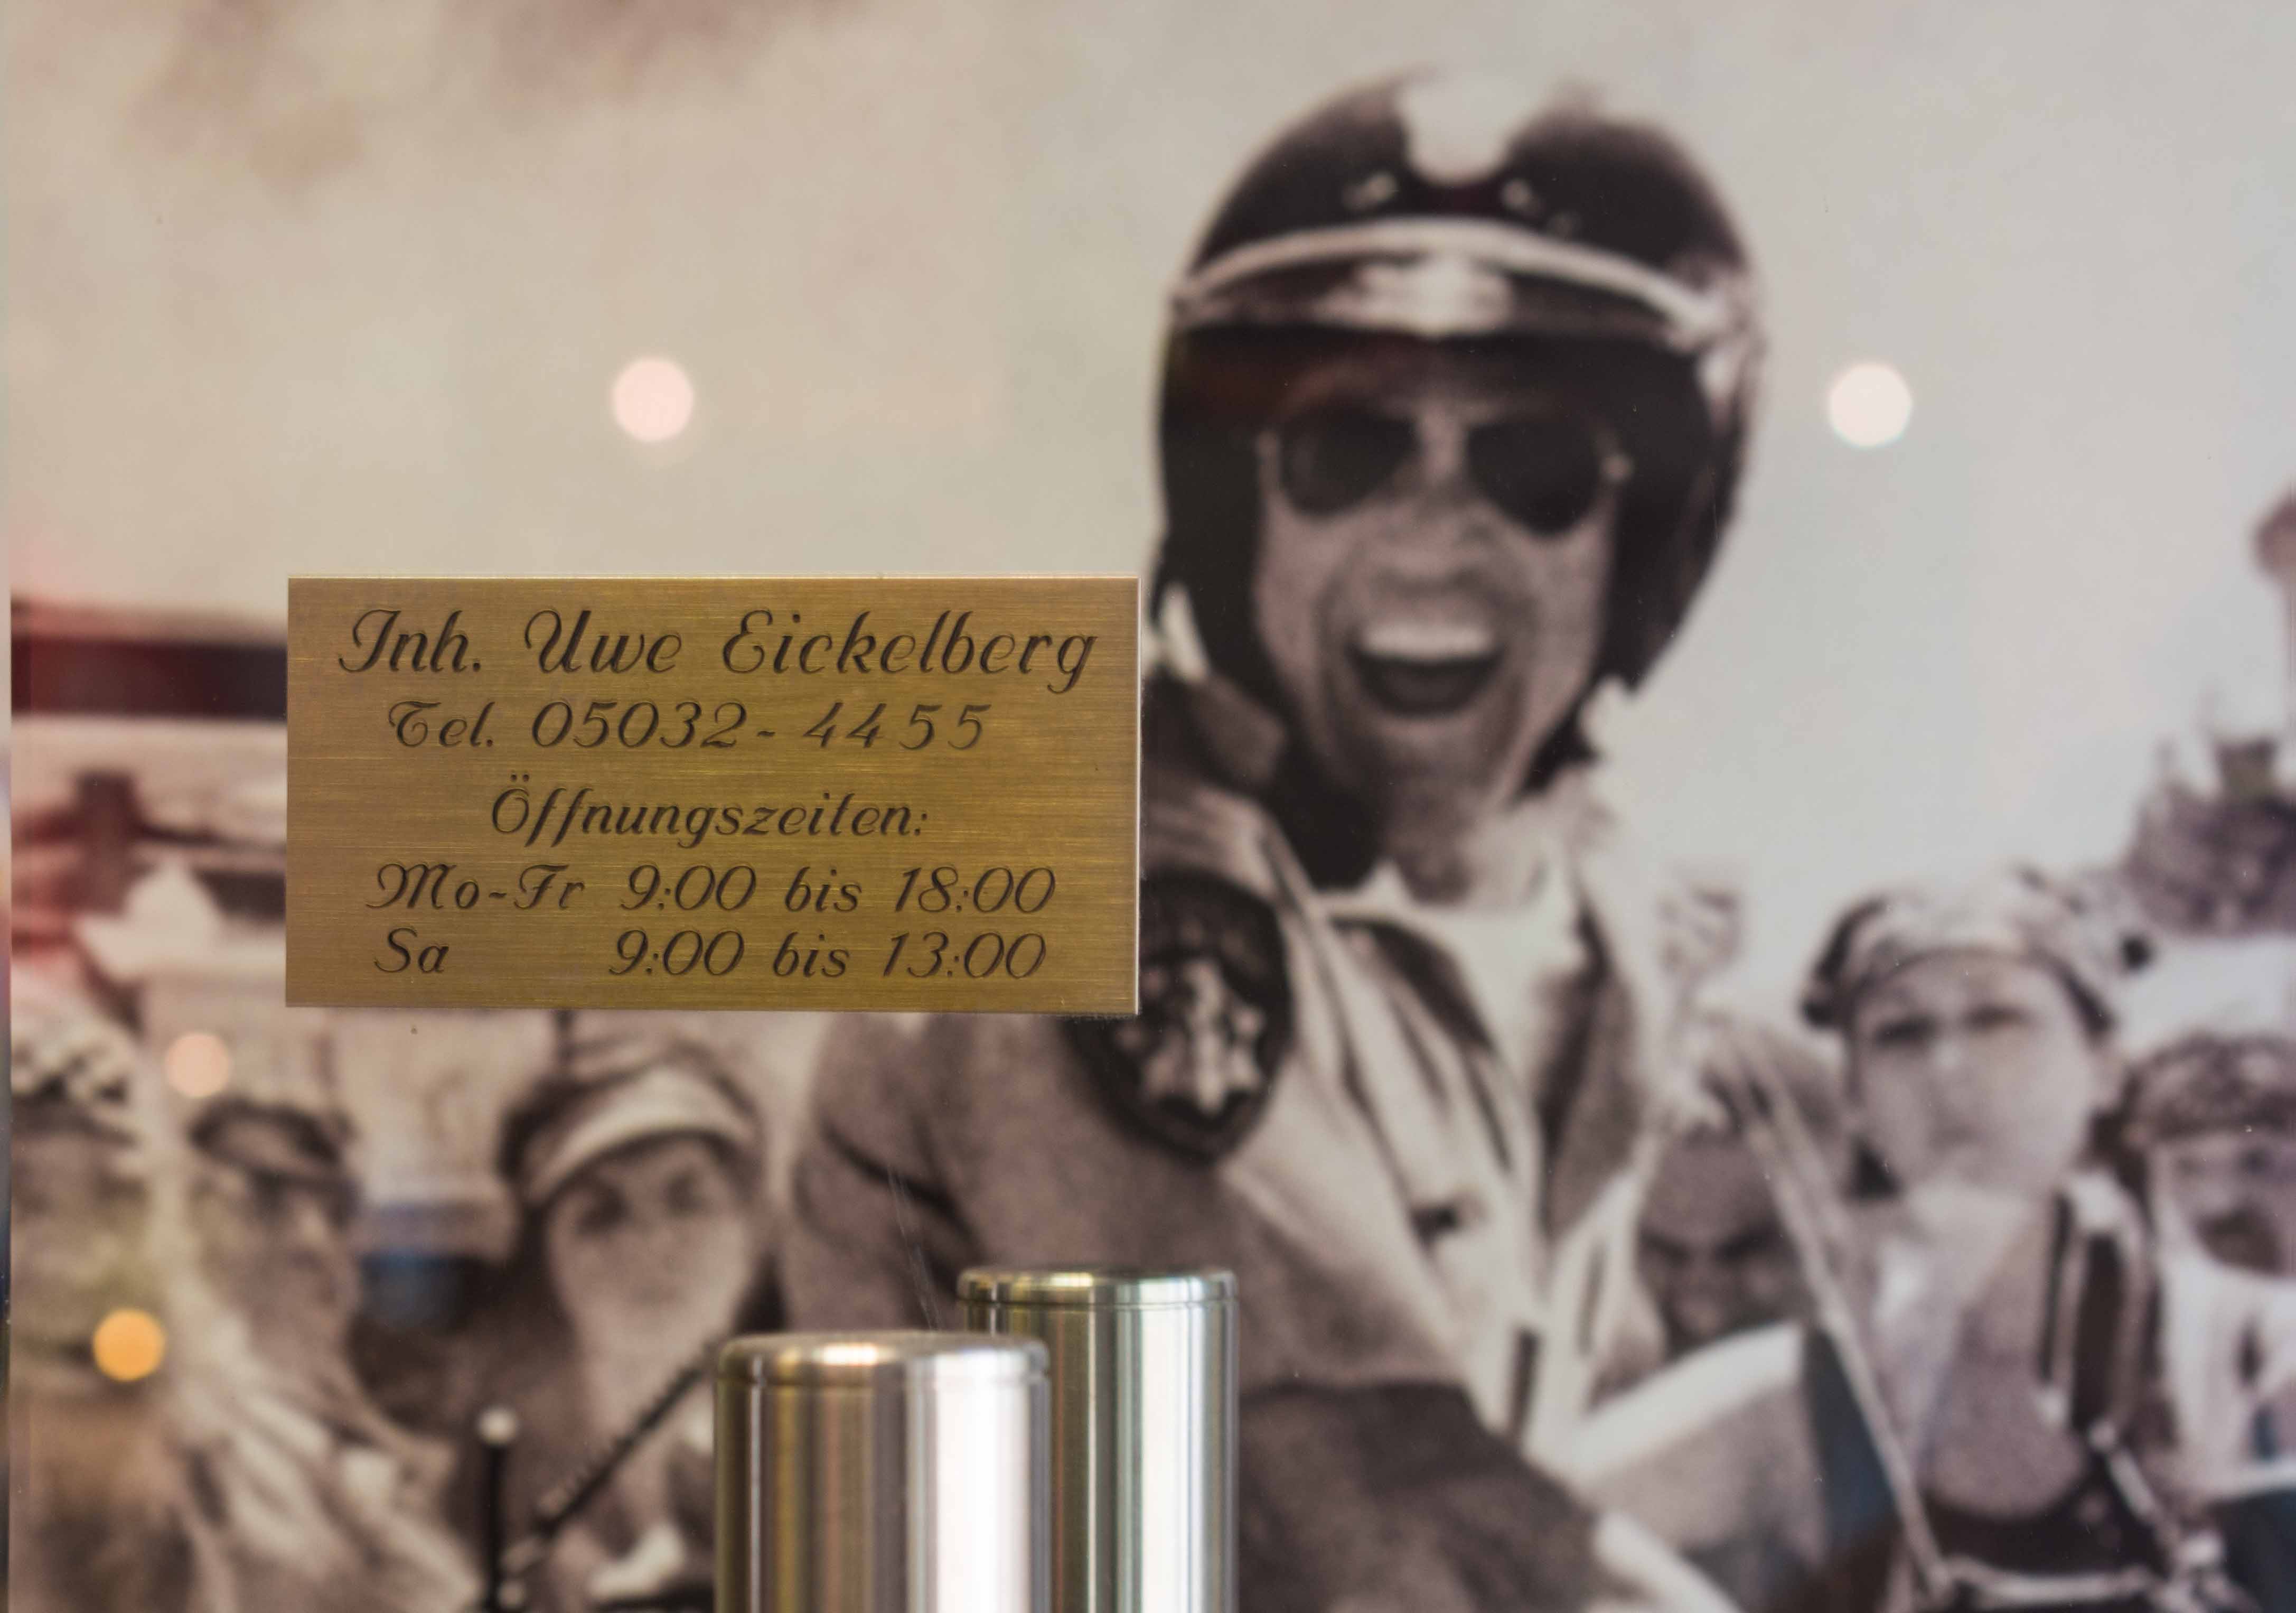 Inh. Uwe Eickelberg
Tel. 05032-4455
Öffnungszeiten:
Mo-Fr 9:00 bis 18:00
Sa 9:00 bis 13:00